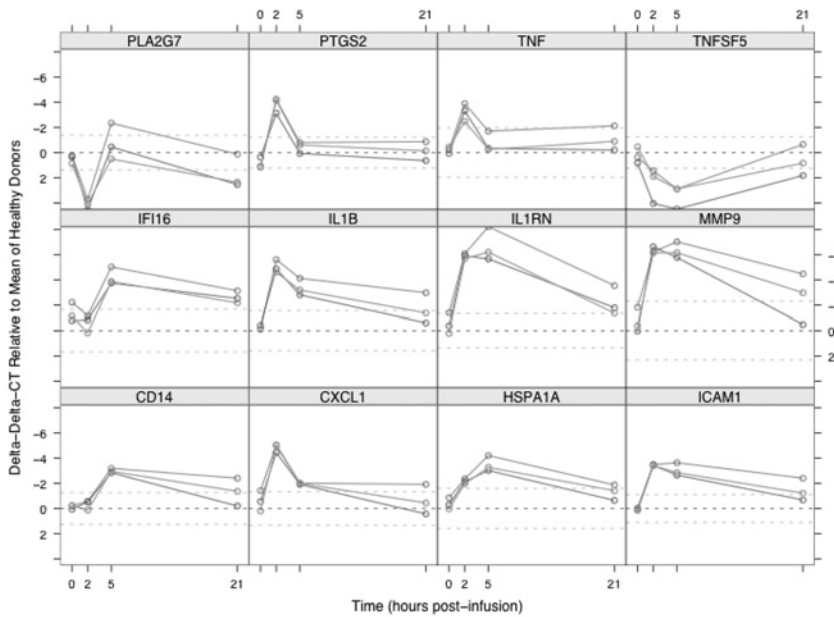 0 2 5 21 0 2 5 21
PLA2G7 PTGS2 TNF TNFSF5
-6
-4
-2
0
2
IFI16 IL1B IL1RN MMP9
2
CD14 CXCL1 HSPA1A ICAM1
-6
-4
-2
0
2
0 2 5 21 0 2 5 21
Time (hours post-infusion)
Delta-Delta-CT Relative to Mean of Healthy Donors